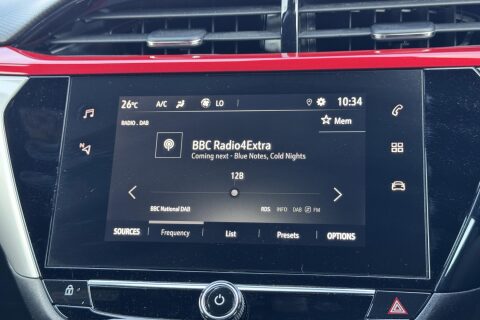 26°C A/C LO 10:34
RADIO . DAB
Mem
BBC Radio4Extra
Coming next - Blue Notes, Cold Nights
12B
BBC National DAB RDS INFO DAB FM
SOURCES Frequency List Presets OPTIONS
N